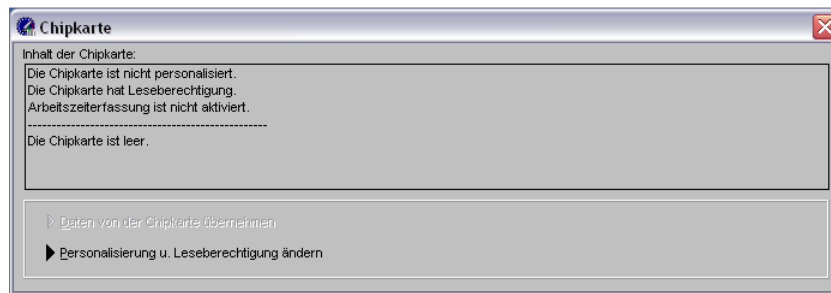 Chipkarte
Inhalt der Chipkarte:
Die Chipkarte ist nicht personalisiert.
Die Chipkarte hat Leseberechtigung.
Arbeitszeiterfassung ist nicht aktiviert.
--------------------------------------------------
Die Chipkarte ist leer.
Daten von der Chipkarte übernehmen
Personalisierung u. Leseberechtigung ändern